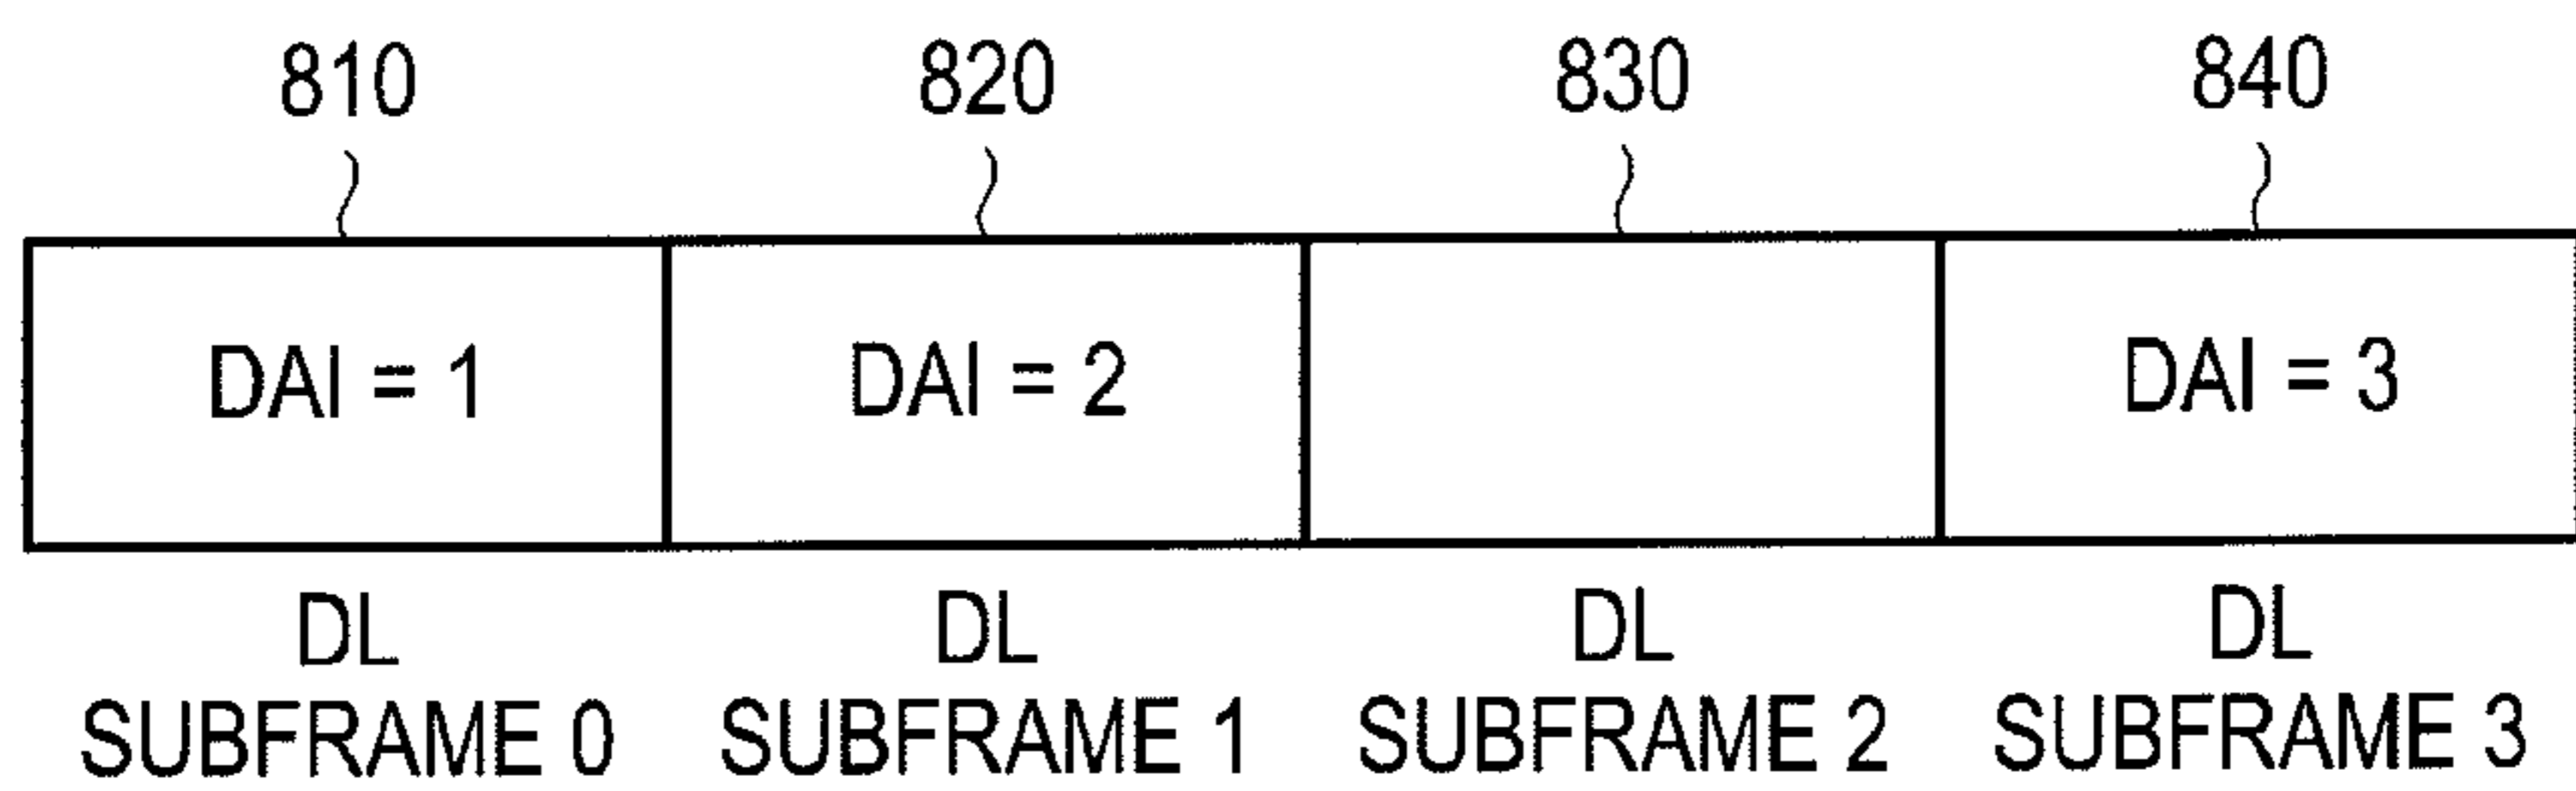 810 820 830 840
DAI = 1 DAI = 2 DAI = 3
DL DL DL DL
SUBFRAME 0 SUBFRAME 1 SUBFRAME 2 SUBFRAME 3